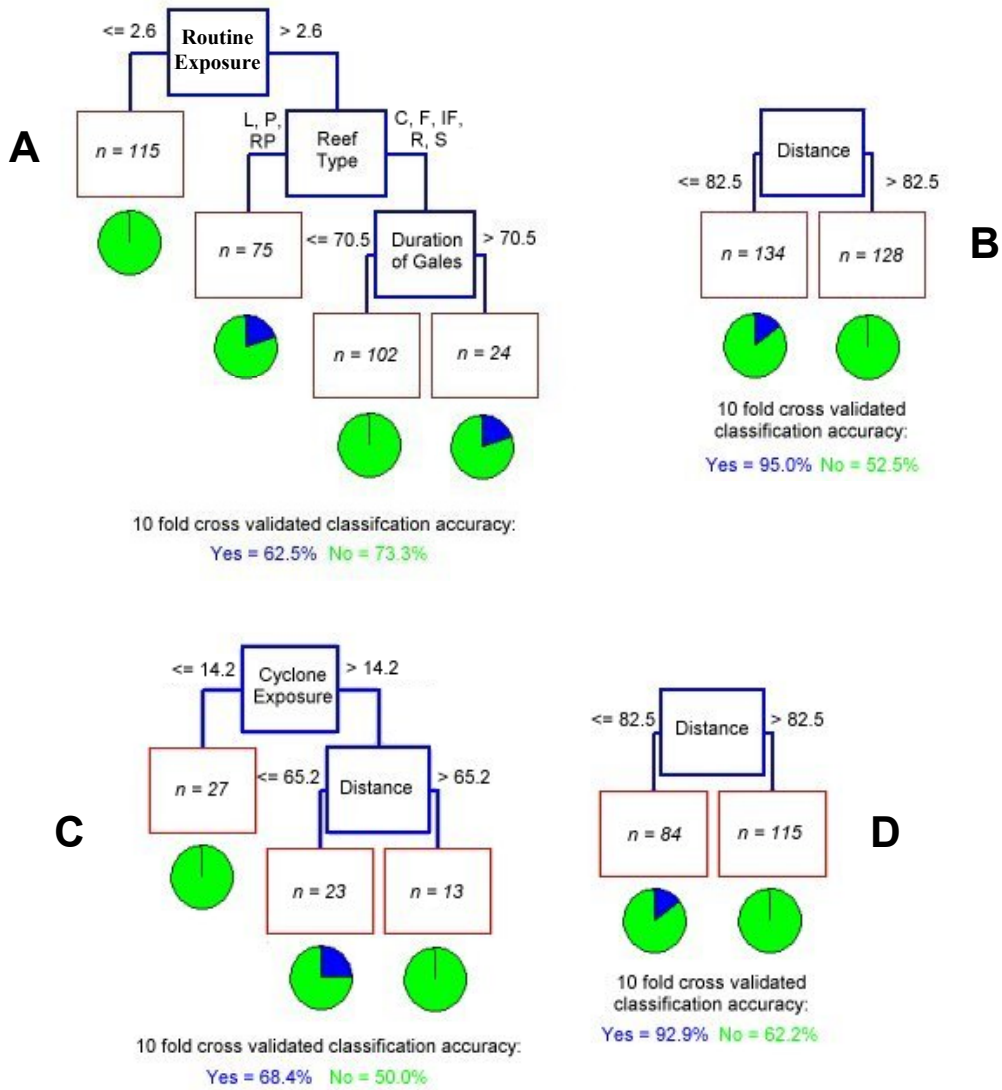 <= 2.6
Routine
Exposure
> 2.6
A
n = 115
L, P,
RP
Reef
Type
C, F, IF,
R, S
n = 75
<= 70.5
Duration
of Gales
> 70.5
n = 102
n = 24
10 fold cross validated classifcation accuracy:
Yes = 62.5% No = 73.3%
Distance
<= 82.5
> 82.5
n = 134
n = 128
B
10 fold cross validated
classification accuracy:
Yes = 95.0% No = 52.5%
<= 14.2
Cyclone
Exposure
> 14.2
n = 27
<= 65.2
Distance
> 65.2
C
n = 23
n = 13
10 fold cross validated classification accuracy:
Yes = 68.4% No = 50.0%
<= 82.5
Distance
> 82.5
n = 84
n = 115
D
10 fold cross validated
classification accuracy:
Yes = 92.9% No = 62.2%